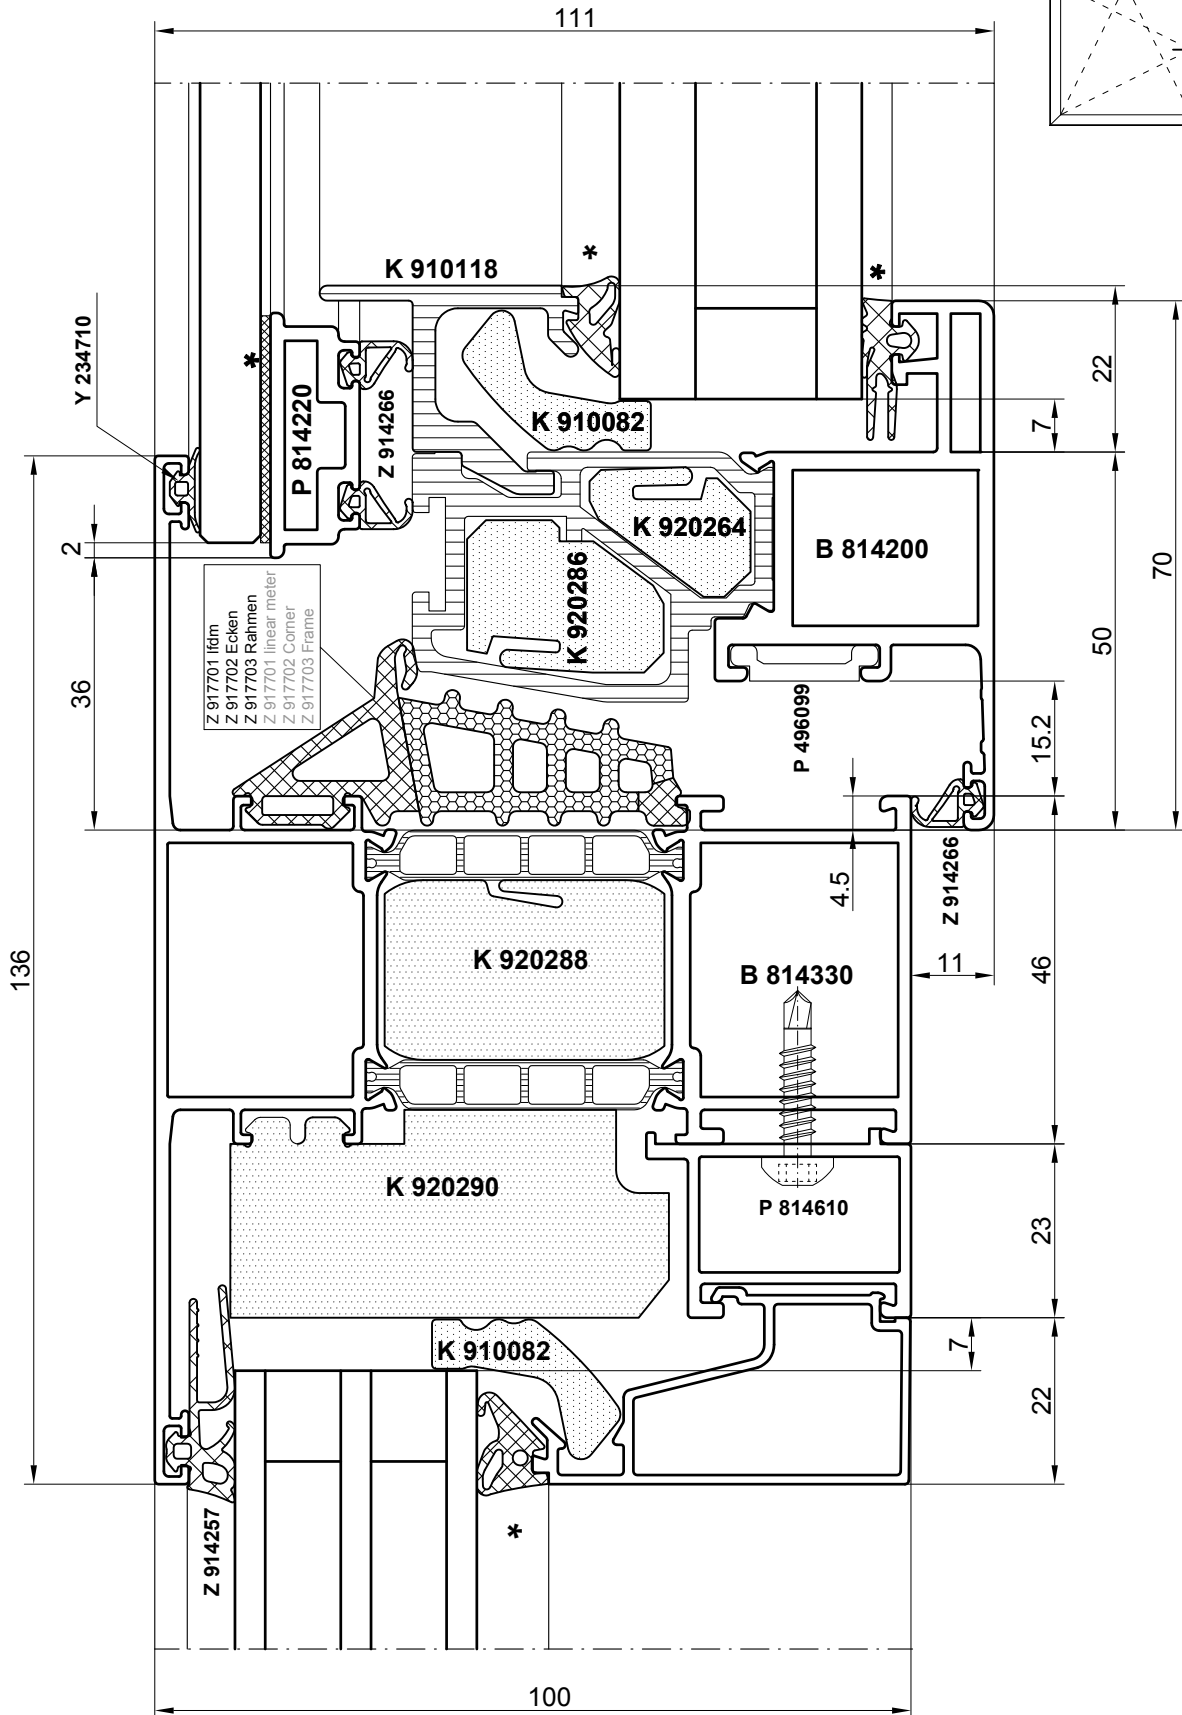 111
K 910118
*
*
Y 234710
*
P 814220
Z 914266
K 910082
22
7
K 920264
B 814200
K 920286
70
50
2
36
Z 917701 lfdm
Z 917702 Ecken
Z 917703 Rahmen
Z 917701 linear meter
Z 917702 Corner
Z 917703 Frame
P 496099
15.2
4.5
Z 914266
136
K 920288
B 814330
11
46
K 920290
P 814610
23
K 910082
7
22
Z 914257
*
100